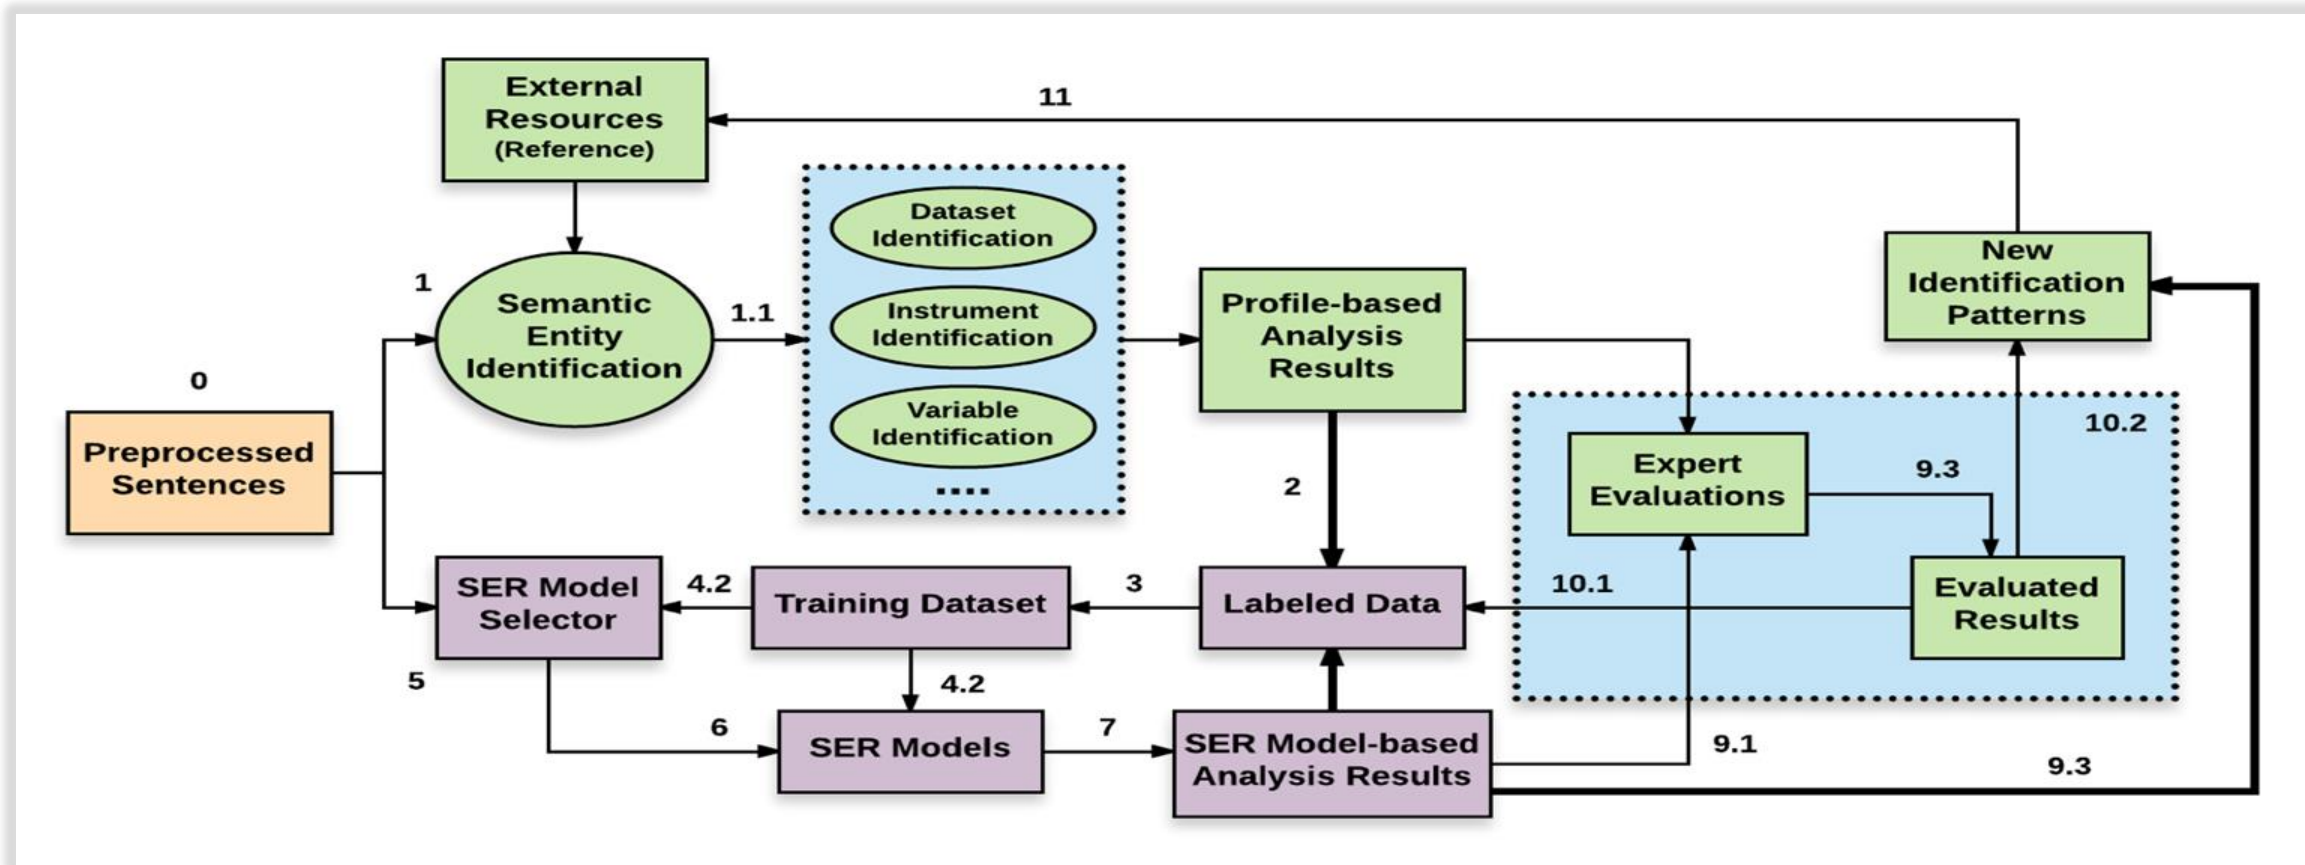 External
Resources
(Reference)
11
Dataset
Identification
New
Identification
Patterns
1
Semantic
Entity
Identification
1.1
Instrument
Identification
Profile-based
Analysis
Results
0
Variable
Identification
....
10.2
Preprocessed
Sentences
2
Expert
Evaluations
9.3
SER Model
Selector
4.2
Training Dataset
3
Labeled Data
10.1
Evaluated
Results
5
4.2
6
SER Models
7
SER Model-based
Analysis Results
9.1
9.3